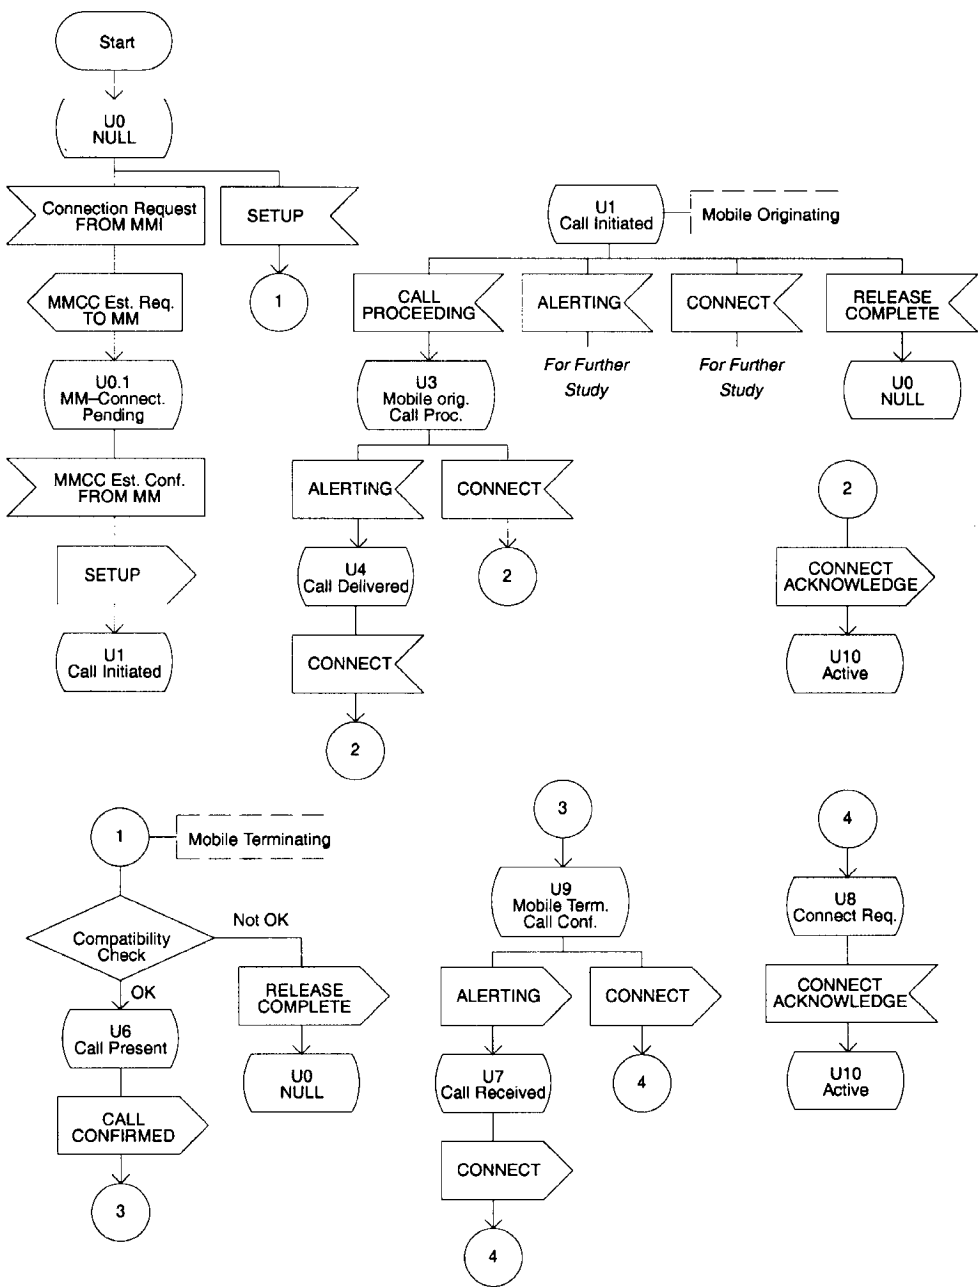 Start
U0
NULL
Connection Request
FROM MMI
SETUP
MMCC Est. Req.
TO MM
1
U0.1
MM–Connect.
Pending
MMCC Est. Conf.
FROM MM
SETUP
U1
Call Initiated
U1
Call Initiated
Mobile Originating
CALL
PROCEEDING
ALERTING
CONNECT
RELEASE
COMPLETE
For Further
Study
For Further
Study
U3
Mobile orig.
Call Proc.
U0
NULL
ALERTING
CONNECT
U4
Call Delivered
2
CONNECT
2
2
CONNECT
ACKNOWLEDGE
U10
Active
1
Mobile Terminating
Compatibility
Check
Not OK
OK
RELEASE
COMPLETE
U6
Call Present
U0
NULL
CALL
CONFIRMED
3
3
U9
Mobile Term.
Call Conf.
ALERTING
CONNECT
U7
Call Received
4
CONNECT
4
4
U8
Connect Req.
CONNECT
ACKNOWLEDGE
U10
Active